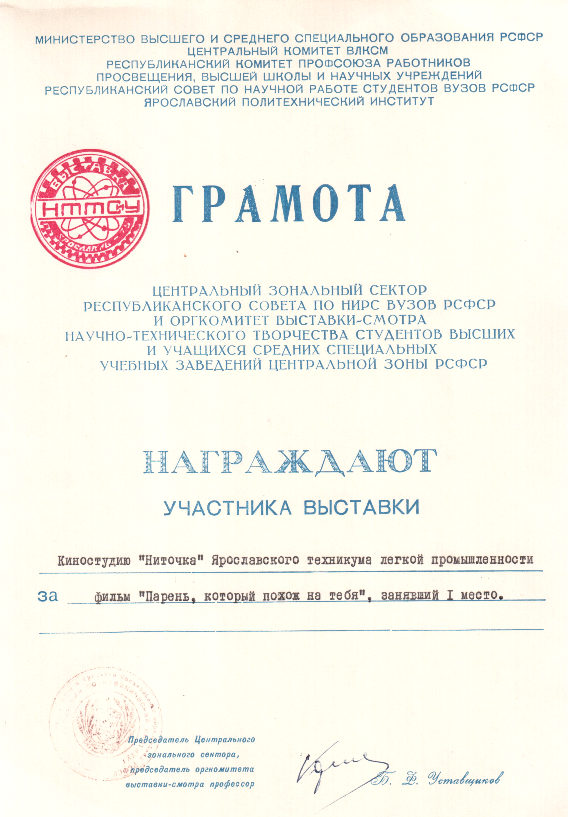 МИНИСТЕРСТВО ВЫСШЕГО И СРЕДНЕГО СПЕЦИАЛЬНОГО ОБРАЗОВАНИЯ РСФСР
ЦЕНТРАЛЬНЫЙ КОМИТЕТ ВЛКСМ
РЕСПУБЛИКАНСКИЙ КОМИТЕТ ПРОФСОЮЗА РАБОТНИКОВ
ПРОСВЕЩЕНИЯ, ВЫСШЕЙ ШКОЛЫ И НАУЧНЫХ УЧРЕЖДЕНИЙ
РЕСПУБЛИКАНСКИЙ СОВЕТ ПО НАУЧНОЙ РАБОТЕ СТУДЕНТОВ ВУЗОВ РСФСР
ЯРОСЛАВСКИЙ ПОЛИТЕХНИЧЕСКИЙ ИНСТИТУТ
ВЫСТАВКА
НТТСУ
ГРАМОТА
ЦЕНТРАЛЬНЫЙ ЗОНАЛЬНЫЙ СЕКТОР
РЕСПУБЛИКАНСКОГО СОВЕТА ПО НИРС ВУЗОВ РСФСР
И ОРГКОМИТЕТ ВЫСТАВКИ-СМОТРА
НАУЧНО-ТЕХНИЧЕСКОГО ТВОРЧЕСТВА СТУДЕНТОВ ВЫСШИХ
И УЧАЩИХСЯ СРЕДНИХ СПЕЦИАЛЬНЫХ
УЧЕБНЫХ ЗАВЕДЕНИЙ ЦЕНТРАЛЬНОЙ ЗОНЫ РСФСР
НАГРАЖДАЮТ
УЧАСТНИКА ВЫСТАВКИ
Киностудию "Ниточка" Ярославского техникума легкой промышленности
за фильм "Парень, который похож на тебя", занявший I место.
Председатель Центрального
зонального сектора,
председатель оргкомитета
выставки-смотра профессор
Б. Ф. Уставщиков